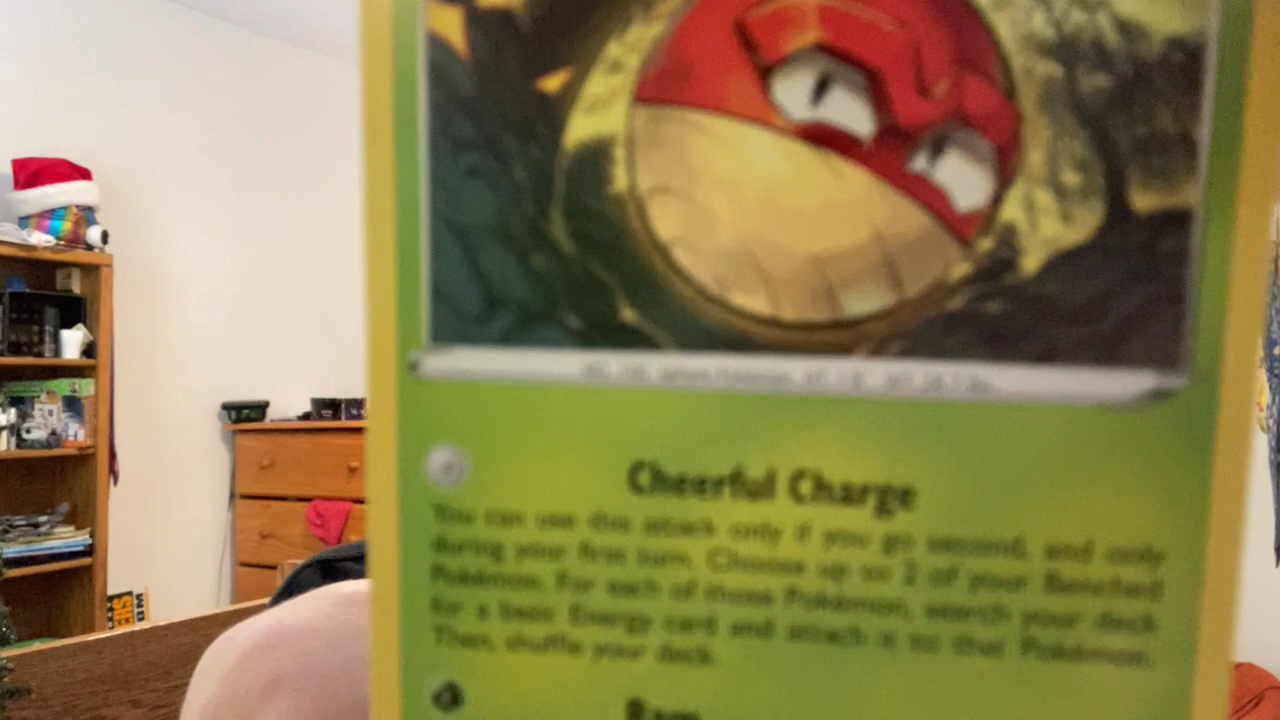 Cheerful Charge
You can use this attack only if you go second, and only
during your first turn. Choose up to 2 of your Benched
Pokémon. For each of those Pokémon, search your deck
for a basic Energy card and attach it to that Pokémon.
Then, shuffle your deck.
Ram